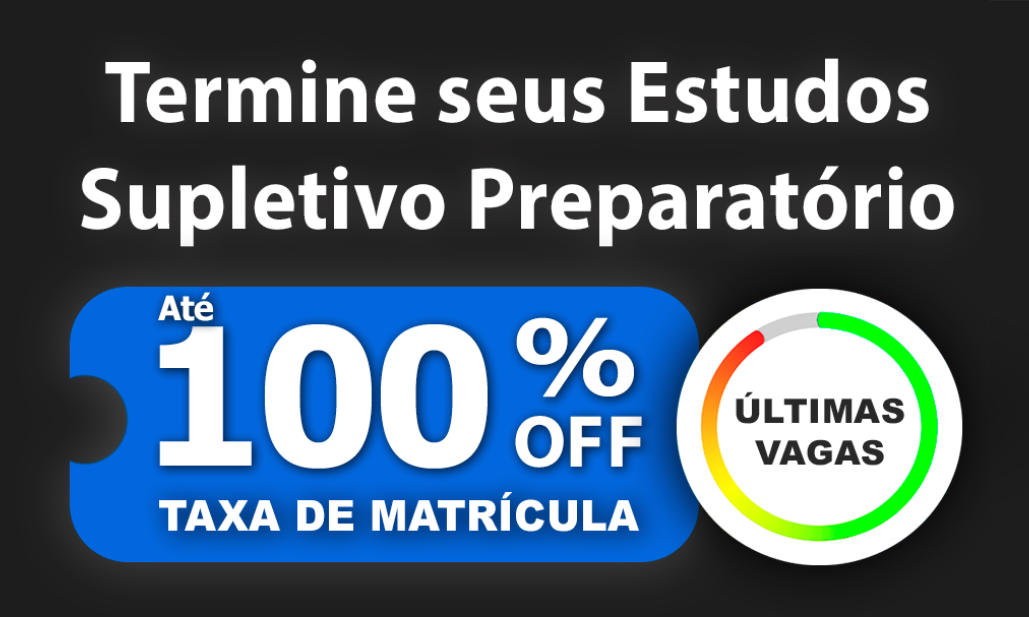 Termine seus Estudos
Supletivo Preparatório
Até
100%
OFF
TAXA DE MATRÍCULA
ÚLTIMAS
VAGAS